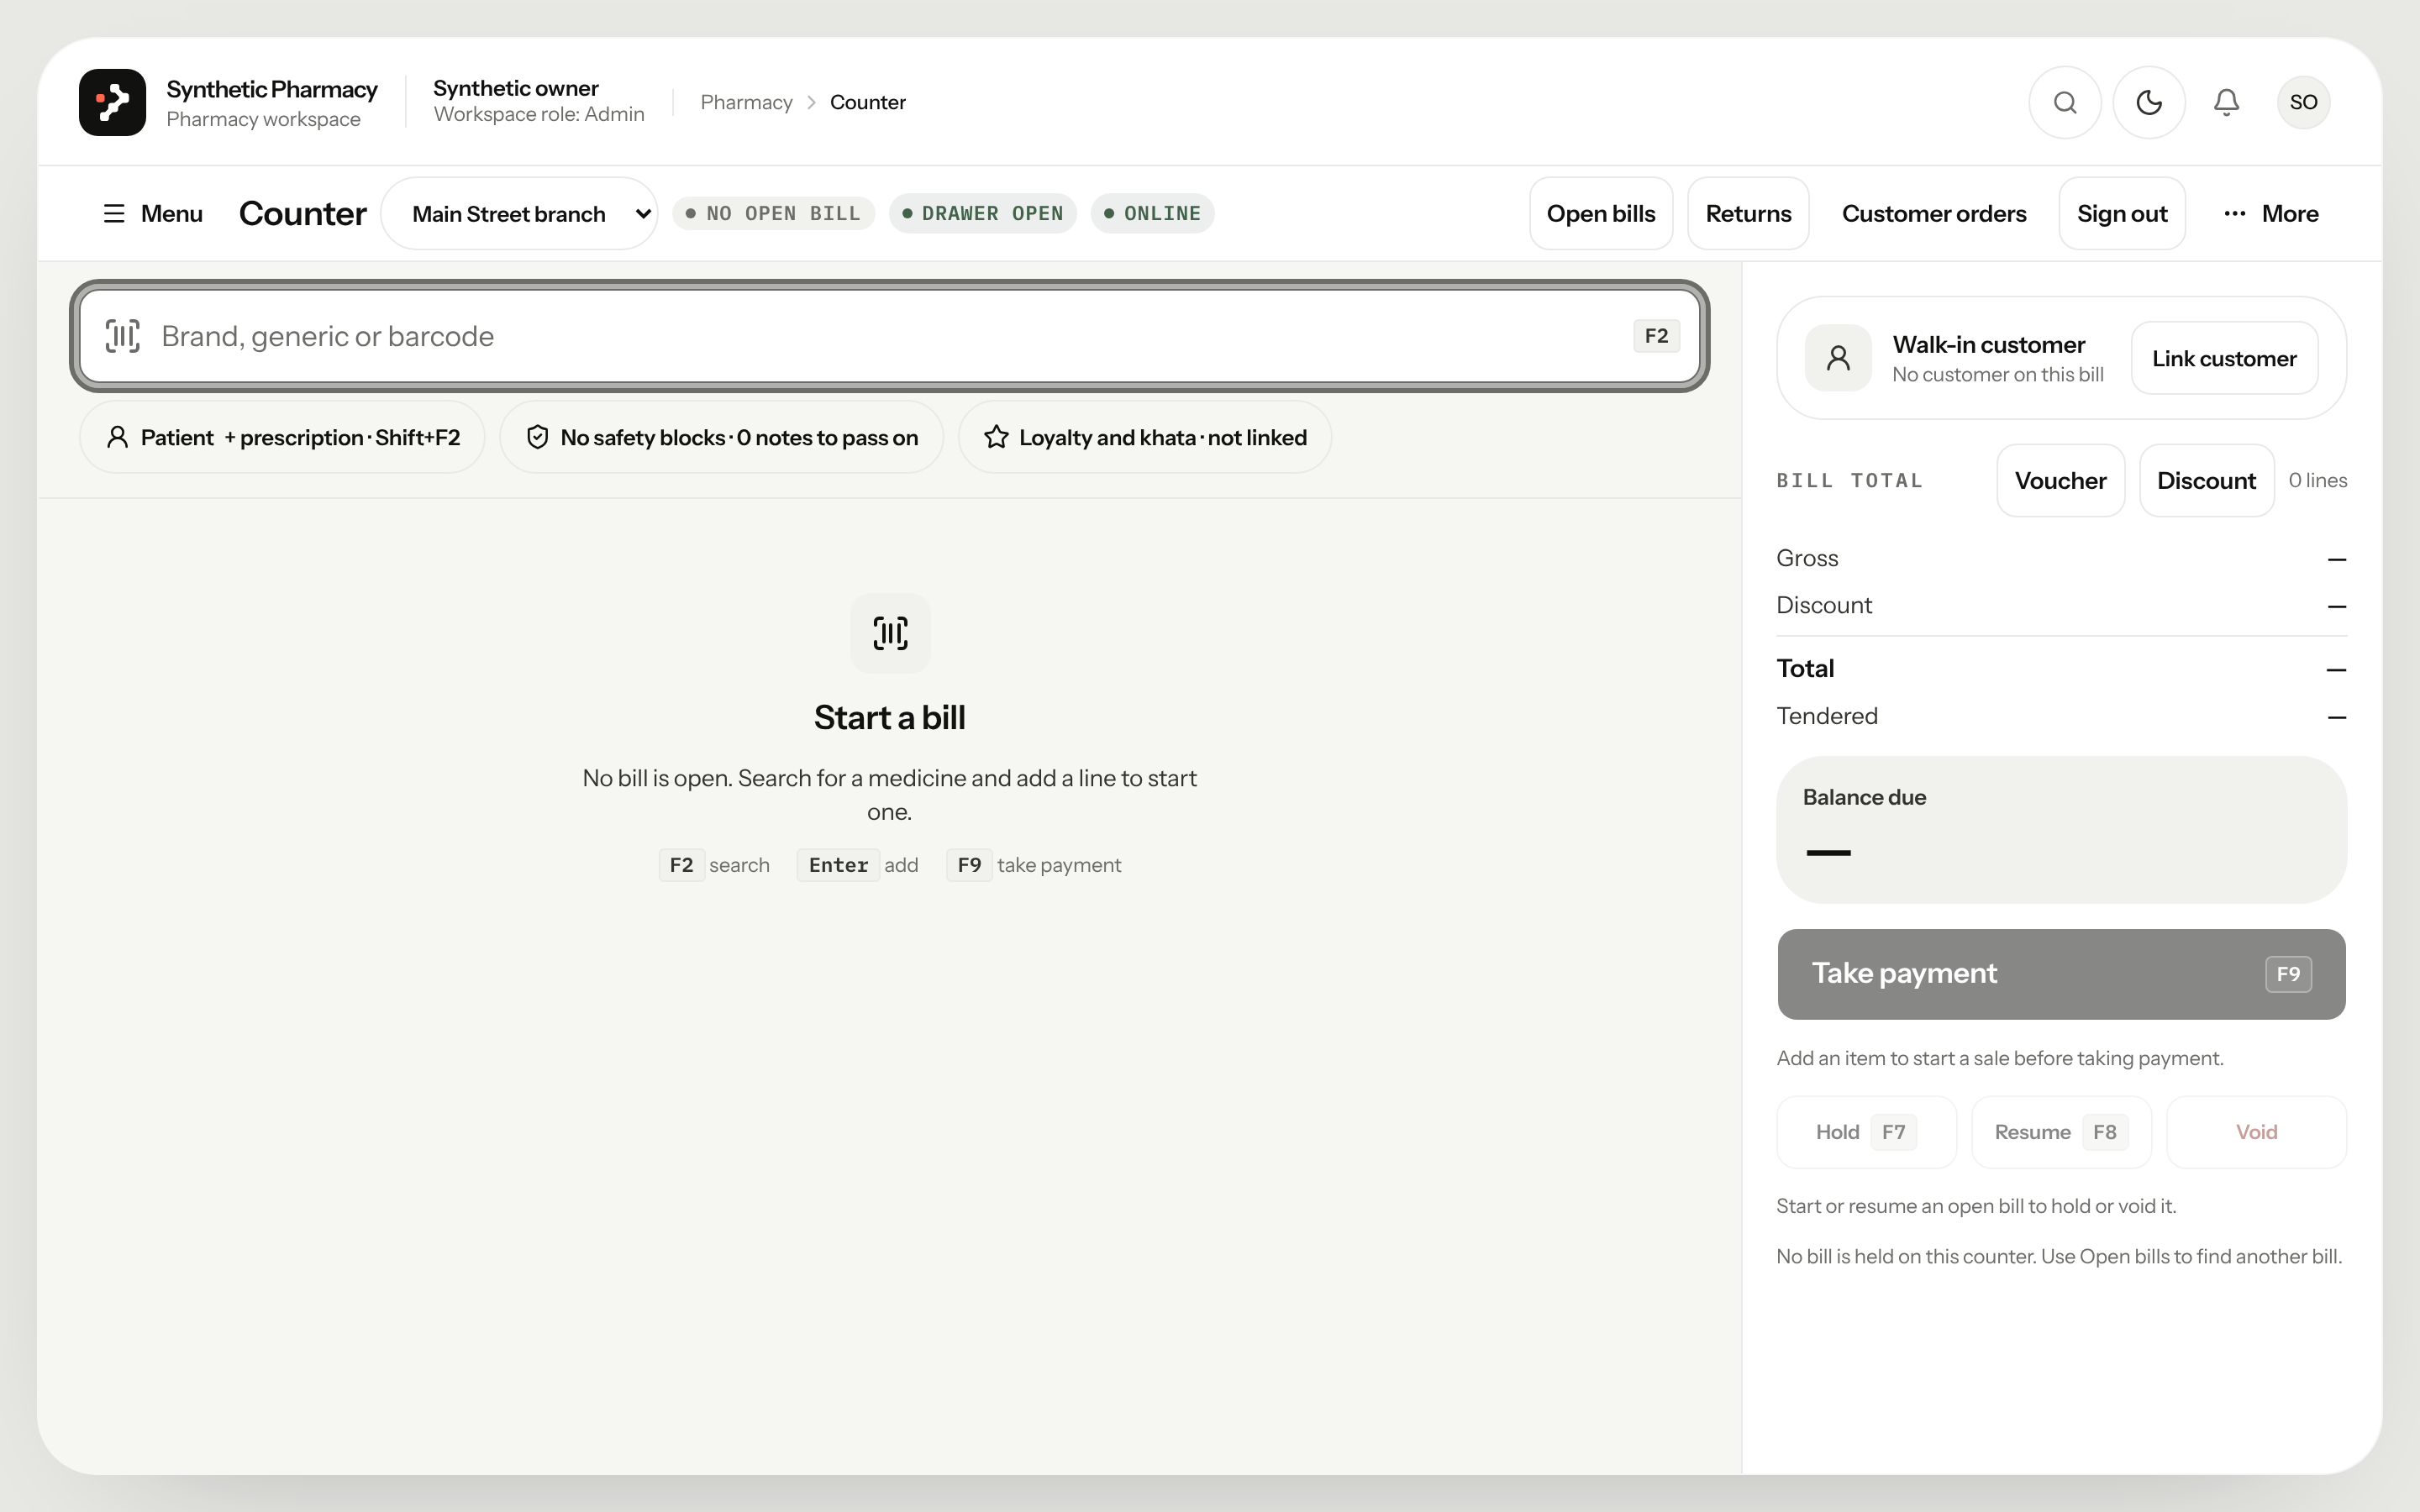 Synthetic Pharmacy
Pharmacy workspace
Synthetic owner
Workspace role: Admin
Pharmacy > Counter
SO
Menu
Counter
Main Street branch
NO OPEN BILL
DRAWER OPEN
ONLINE
Open bills
Returns
Customer orders
Sign out
More
Brand, generic or barcode
F2
Patient + prescription · Shift+F2
No safety blocks · 0 notes to pass on
Loyalty and khata · not linked
Start a bill
No bill is open. Search for a medicine and add a line to start
one.
F2 search Enter add F9 take payment
Walk-in customer
No customer on this bill
Link customer
BILL TOTAL
Voucher
Discount
0 lines
Gross —
Discount —
Total —
Tendered —
Balance due
—
Take payment F9
Add an item to start a sale before taking payment.
Hold F7
Resume F8
Void
Start or resume an open bill to hold or void it.
No bill is held on this counter. Use Open bills to find another bill.